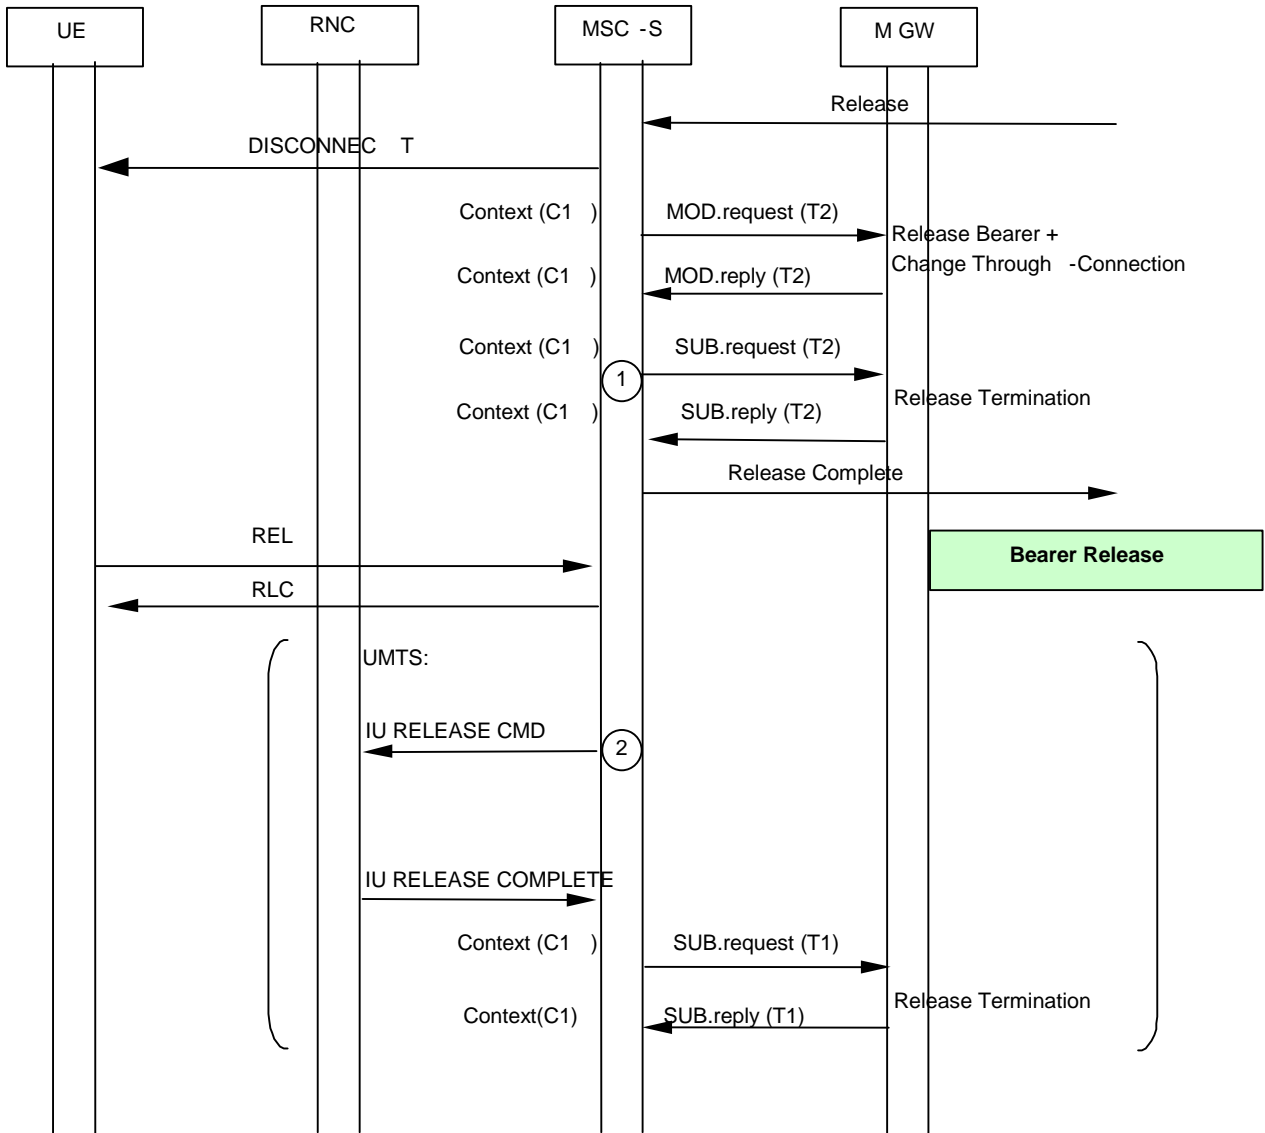 UE
RNC
MSC -S
M GW
Release
DISCONNEC T
Context (C1 )
MOD.request (T2)
Release Bearer +
Change Through -Connection
Context (C1 )
MOD.reply (T2)
Context (C1 )
SUB.request (T2)
1
Release Termination
Context (C1 )
SUB.reply (T2)
Release Complete
REL
Bearer Release
RLC
UMTS:
IU RELEASE CMD
2
IU RELEASE COMPLETE
Context (C1 )
SUB.request (T1)
Release Termination
Context(C1)
SUB.reply (T1)